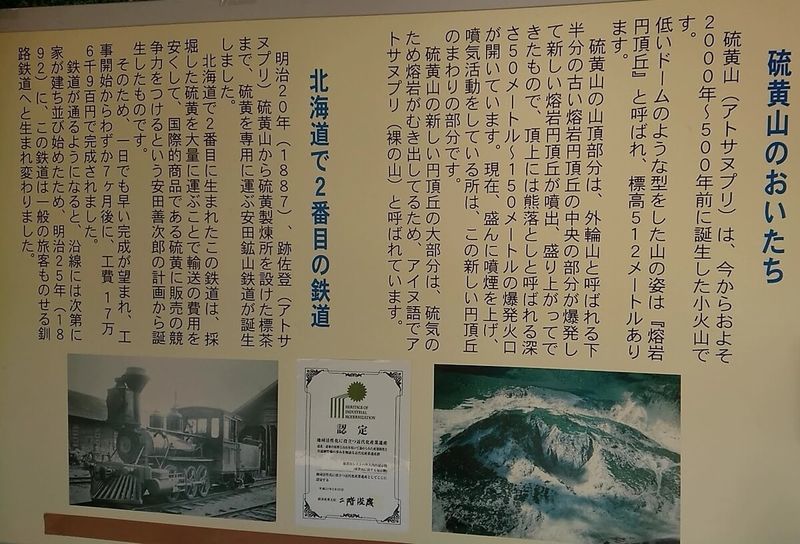 硫黄山のおいたち
硫黄山（アトサヌプリ）は、今からおよそ
2000年～500年前に誕生した小火山で
す。
低いドームのような型をした山の姿は『熔岩
円頂丘』と呼ばれ、標高512メートルあり
ます。
硫黄山の山頂部分は、外輪山と呼ばれる下
半分の古い熔岩円頂丘の中央の部分が爆発し
て新しい熔岩円頂丘が噴出、盛り上がってで
きたもので、頂上には熊落としと呼ばれる深
さ50メートル～150メートルの爆発火口
が開いています。現在、盛んに噴煙を上げ、
噴気活動をしている所は、この新しい円頂丘
のまわりの部分です。
硫黄山の新しい円頂丘の大部分は、硫気の
ため熔岩がむき出してるため、アイヌ語でア
トサヌプリ（裸の山）と呼ばれています。
北海道で2番目の鉄道
明治20年（1887）、跡佐登（アトサ
ヌプリ）硫黄山から硫黄製煉所を設けた標茶
まで、硫黄を専用に運ぶ安田鉱山鉄道が誕生
しました。
北海道で2番目に生まれたこの鉄道は、採
掘した硫黄を大量に運ぶことで輸送の費用を
安くして、国際的商品である硫黄に販売の競
争力をつけるという安田善次郎の計画から誕
生したものです。
そのため、一日でも早い完成が望まれ、工
事開始からわずか7ヶ月後に、工費 17万
6千9百円で完成されました。
鉄道が通るようになると、沿線には次第に
家が建ち並び始めたため、明治25年（18
92）に、この鉄道は一般の旅客ものせる釧
路鉄道へと生まれ変わりました。
HERITAGE OF
INDUSTRIAL
MODERNIZATION
認定
地域活性化に役立つ近代化産業遺産
二階俊博